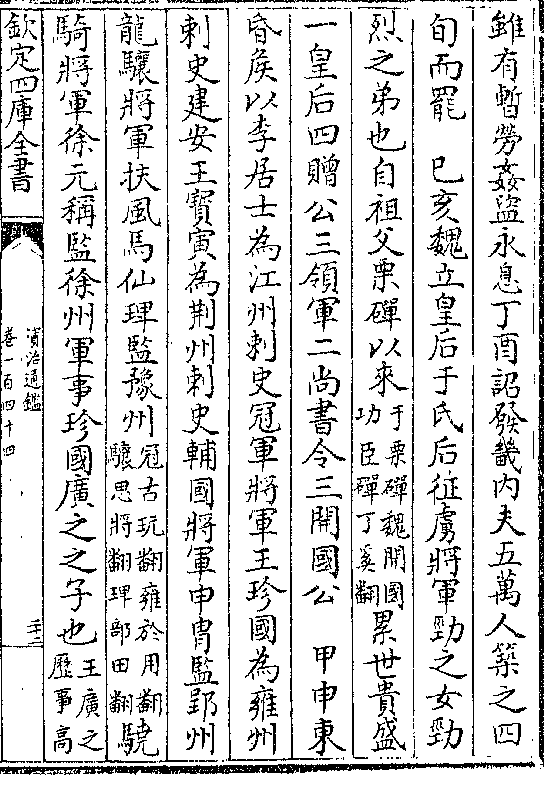 雖有暫勞姦盜永息丁酉詔發畿内夫五萬人築之四
旬而罷　己亥魏立皇后于氏后征虜將軍勁之女勁
烈之弟也自祖父栗磾以來于栗磾魏開國功臣磾丁奚翻累世貴盛
一皇后四贈公三領軍二尚書令三開國公　甲申東
昏侯以李居士為江州刺史冠軍將軍王珍國為雍州
刺史建安王寶寅為荆州刺史輔國將軍申胄監郢州
龍驤將軍扶風馬仙琕監豫州冠古玩翻雍於用翻驤思將翻琕部田翻驍
騎將軍徐元稱監徐州軍事珍國廣之之子也王廣之歷事高
欽定四庫全書
資治通鑑
卷一百四十四